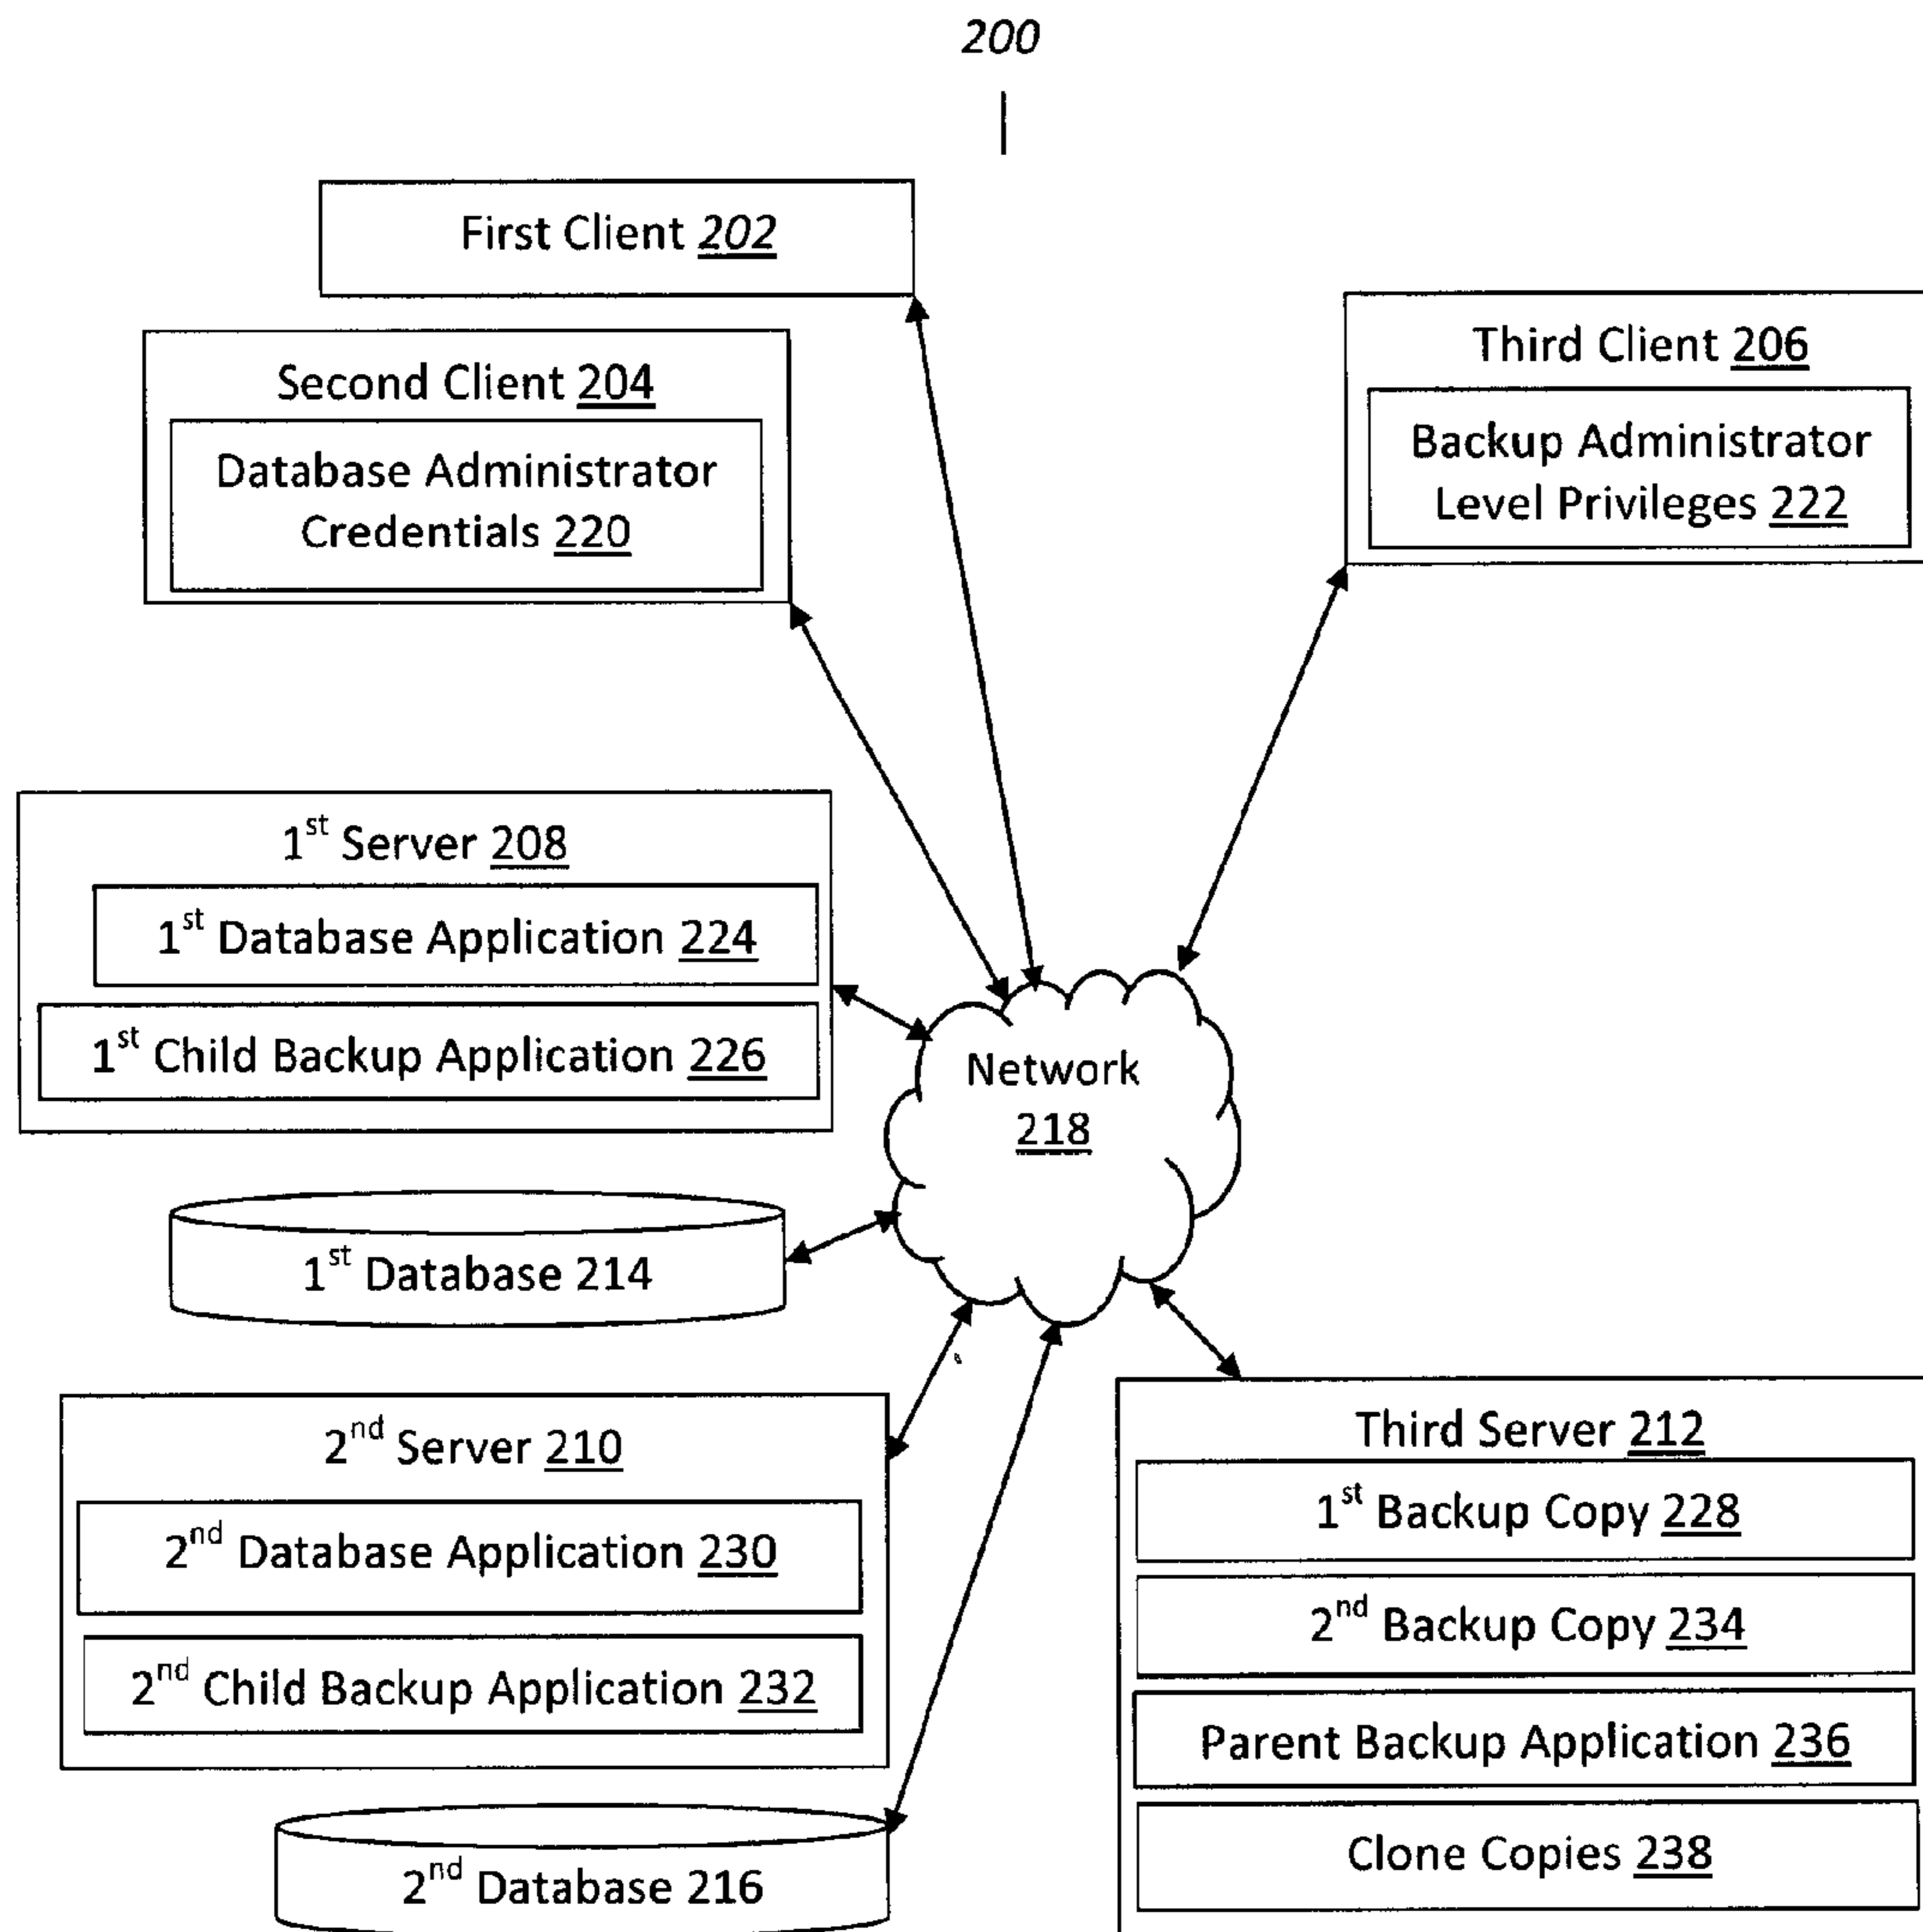 200
First Client 202
Second Client 204
Database Administrator
Credentials 220
Third Client 206
Backup Administrator
Level Privileges 222
1st Server 208
1st Database Application 224
1st Child Backup Application 226
Network
218
1st Database 214
2nd Server 210
2nd Database Application 230
2nd Child Backup Application 232
2nd Database 216
Third Server 212
1st Backup Copy 228
2nd Backup Copy 234
Parent Backup Application 236
Clone Copies 238